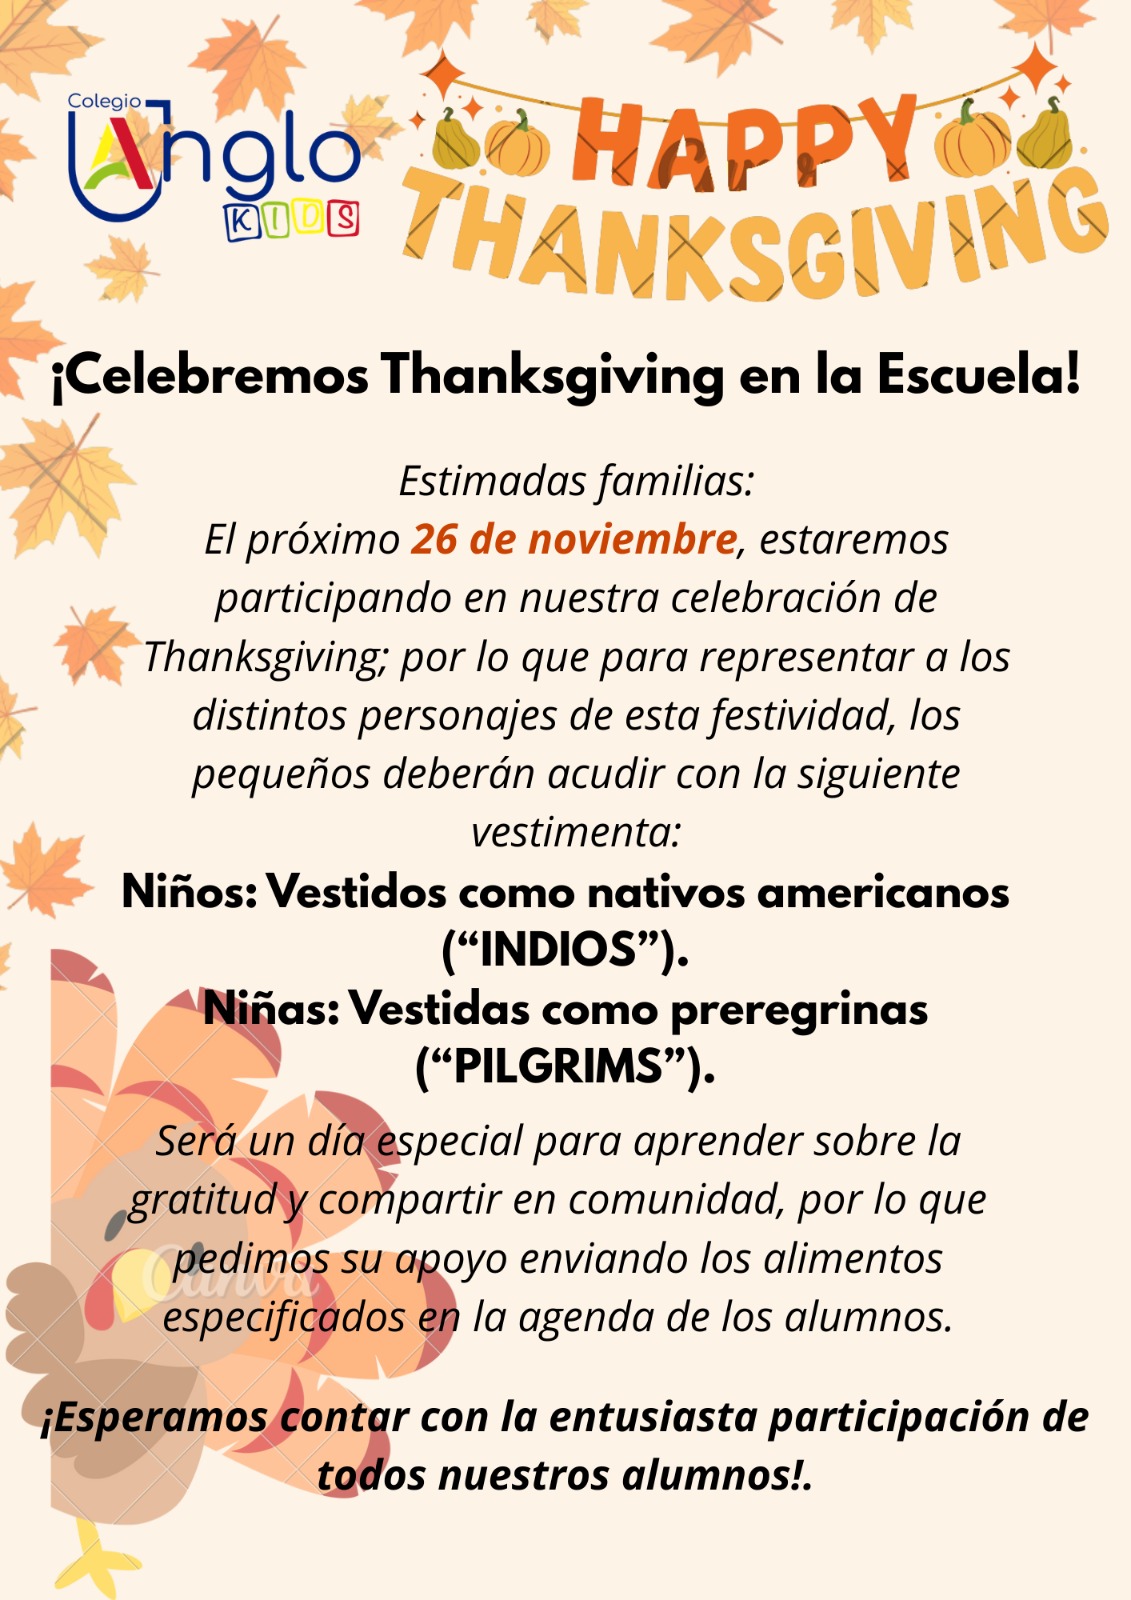 Colegio
Anglo
KIDS
HAPPY
THANKSGIVING
¡Celebremos Thanksgiving en la Escuela!
Estimadas familias:
El próximo 26 de noviembre, estaremos
participando en nuestra celebración de
Thanksgiving; por lo que para representar a los
distintos personajes de esta festividad, los
pequeños deberán acudir con la siguiente
vestimenta:
Niños: Vestidos como nativos americanos
(“INDIOS”).
Niñas: Vestidas como preregrinas
(“PILGRIMS”).
Será un día especial para aprender sobre la
gratitud y compartir en comunidad, por lo que
pedimos su apoyo enviando los alimentos
especificados en la agenda de los alumnos.
Canva
¡Esperamos contar con la entusiasta participación de
todos nuestros alumnos!.